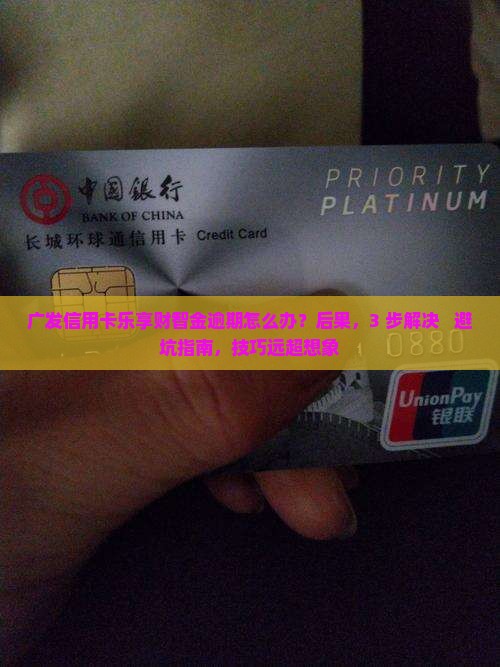 PRIORITY
PLATINUM
中國銀行
BANK OF CHINA
长城环球通信用卡 Credit Card
广发信用卡乐享财智金逾期怎么办？后果，3 步解决 避
坑指南，技巧远超想象
0880
UnionPay
银联